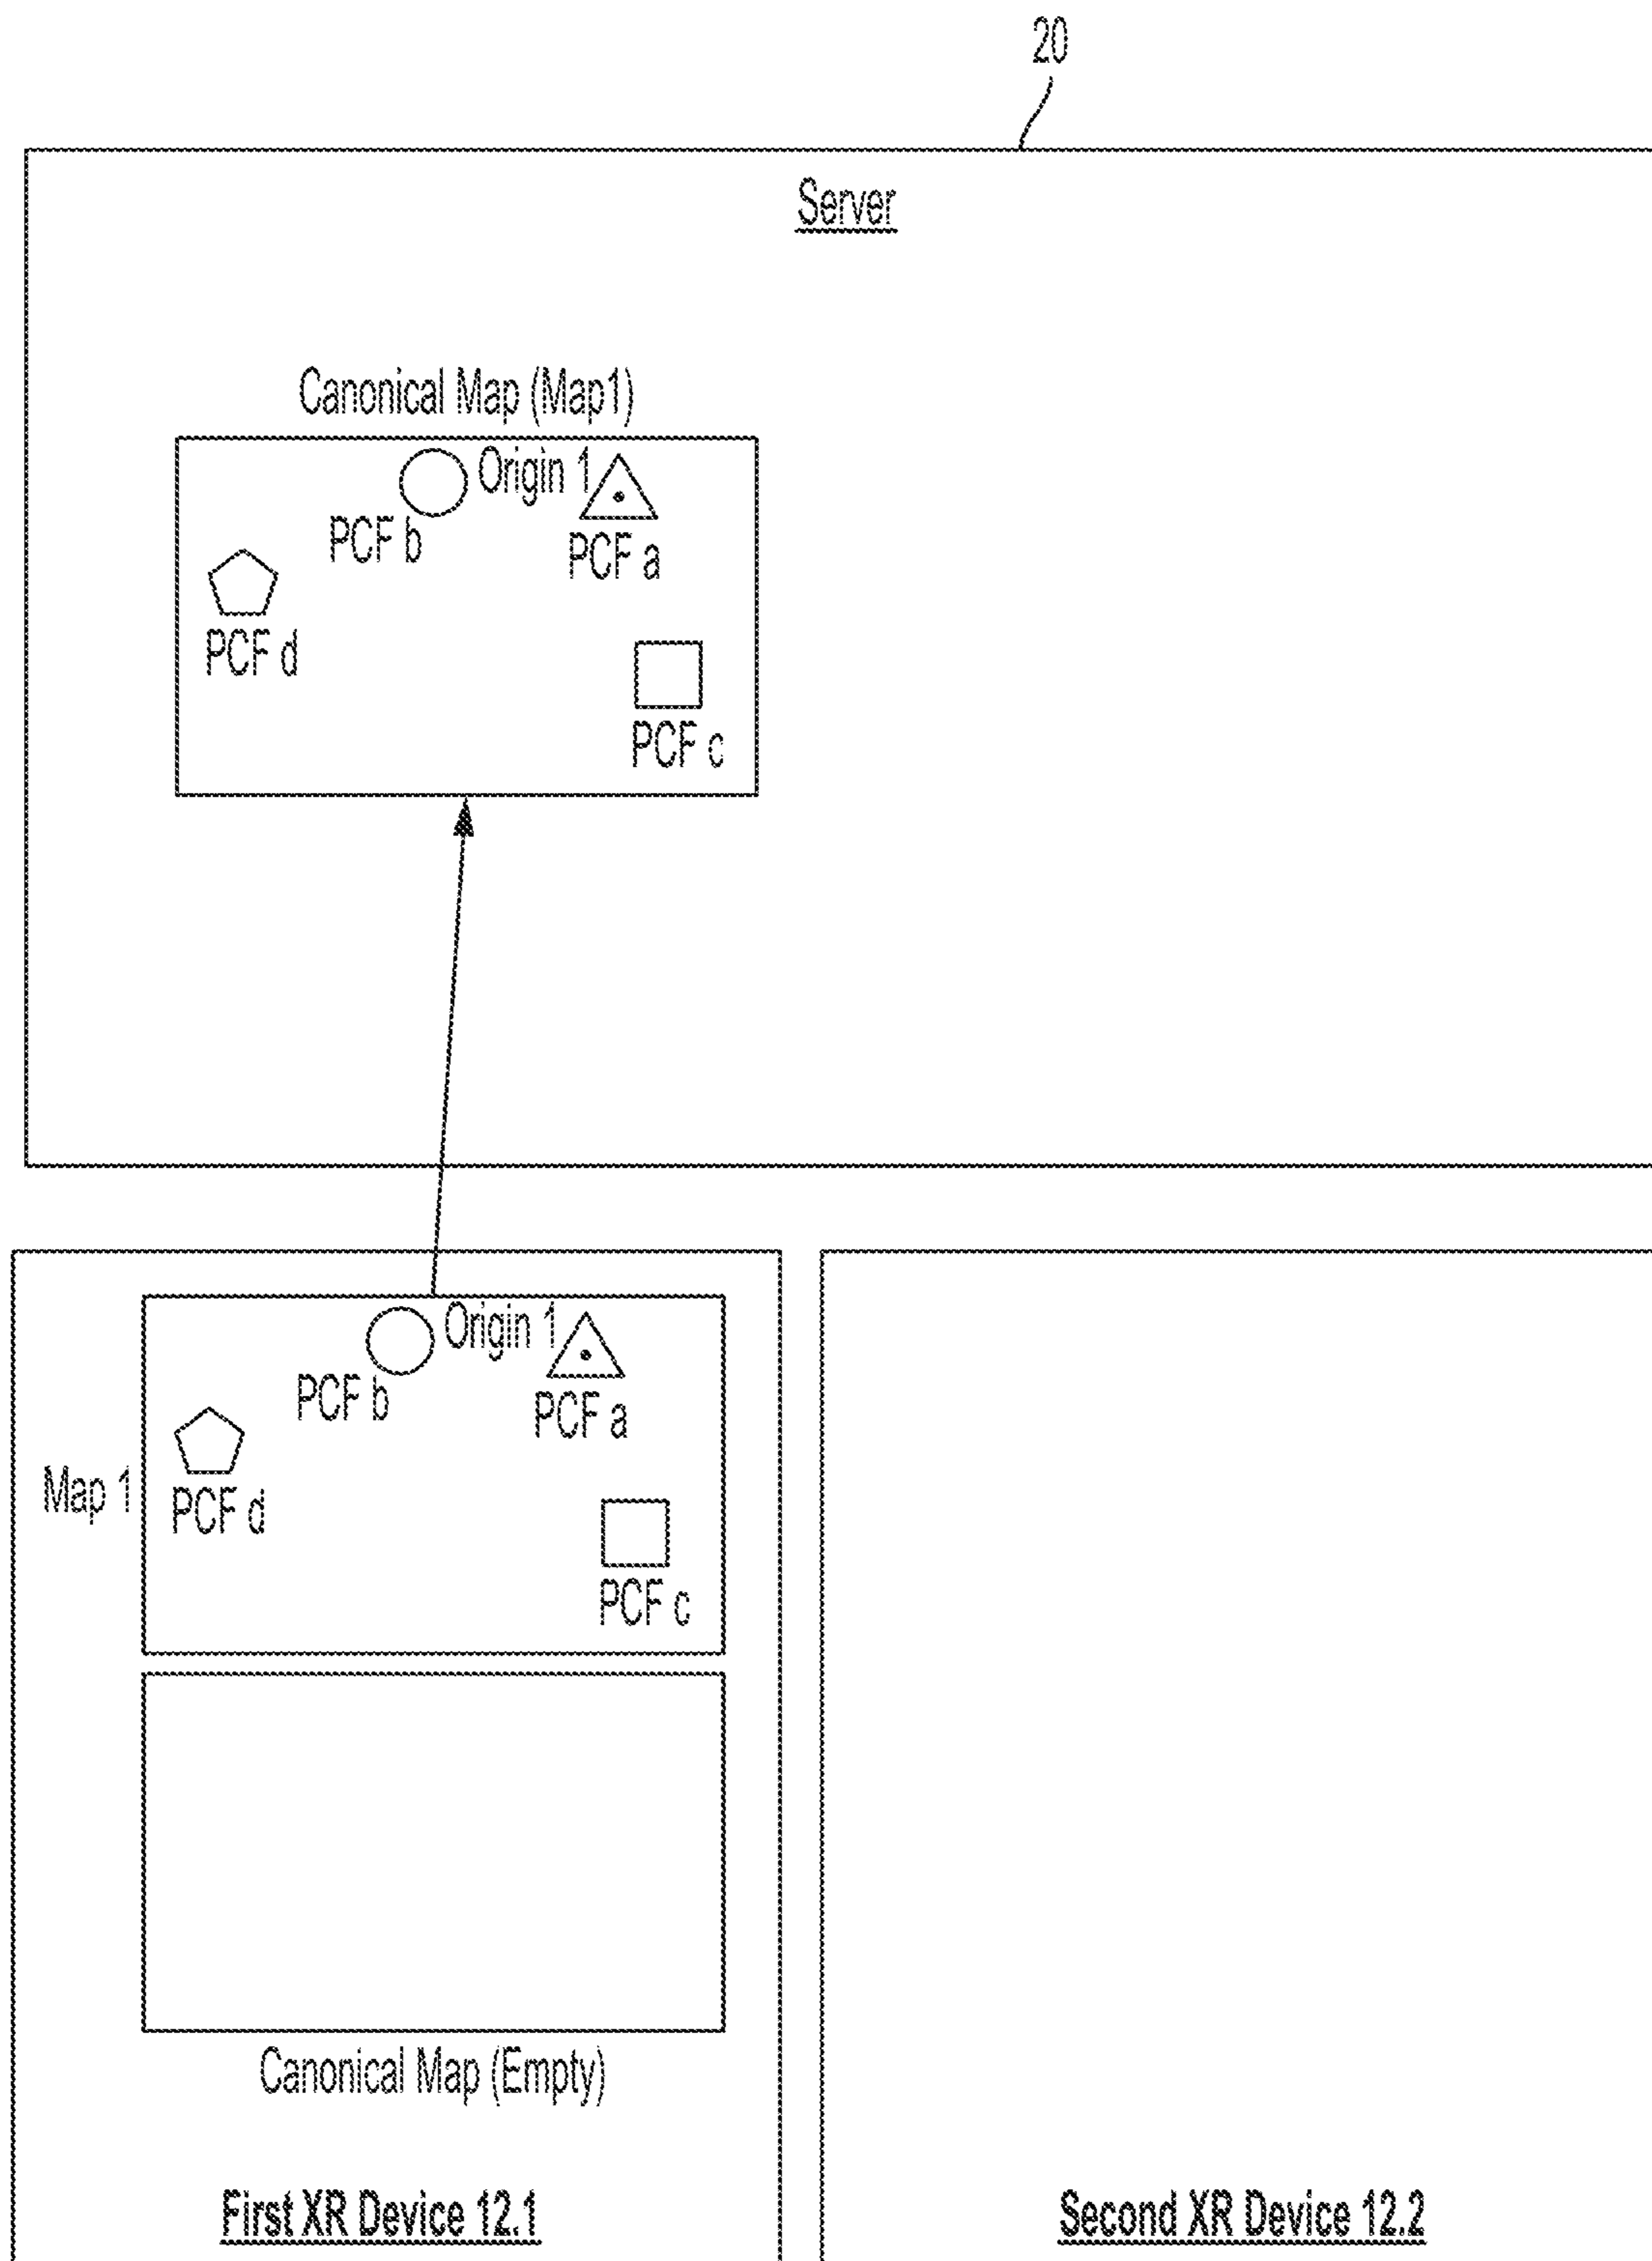 20
Server
Canonical Map (Map1)
Origin 1
PCF b
PCF a
PCF d
PCF c
Origin 1
PCF b
PCF a
Map 1
PCF d
PCF c
Canonical Map (Empty)
First XR Device 12.1
Second XR Device 12.2